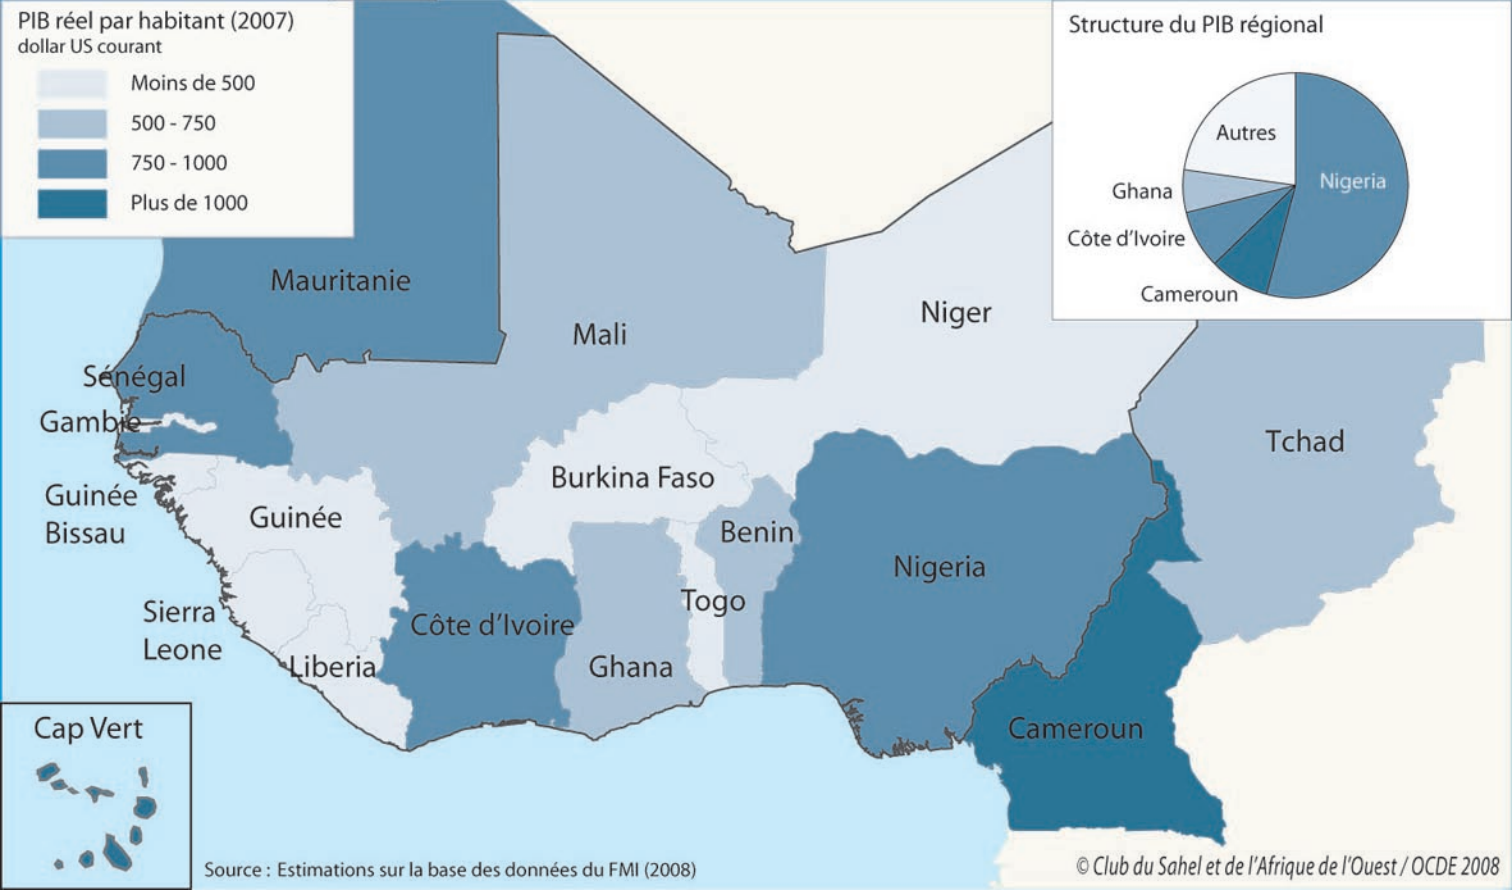 PIB réel par habitant (2007)
dollar US courant
Moins de 500
500 - 750
750 - 1000
Plus de 1000
Structure du PIB régional
Autres
Nigeria
Ghana
Côte d'Ivoire
Cameroun
Mauritanie
Mali
Niger
Sénégal
Gambie
Tchad
Burkina Faso
Guinée
Bissau
Guinée
Benin
Nigeria
Togo
Sierra
Leone
Côte d'Ivoire
Liberia
Ghana
Cameroun
Cap Vert
Source : Estimations sur la base des données du FMI (2008)
© Club du Sahel et de l'Afrique de l'Ouest / OCDE 2008